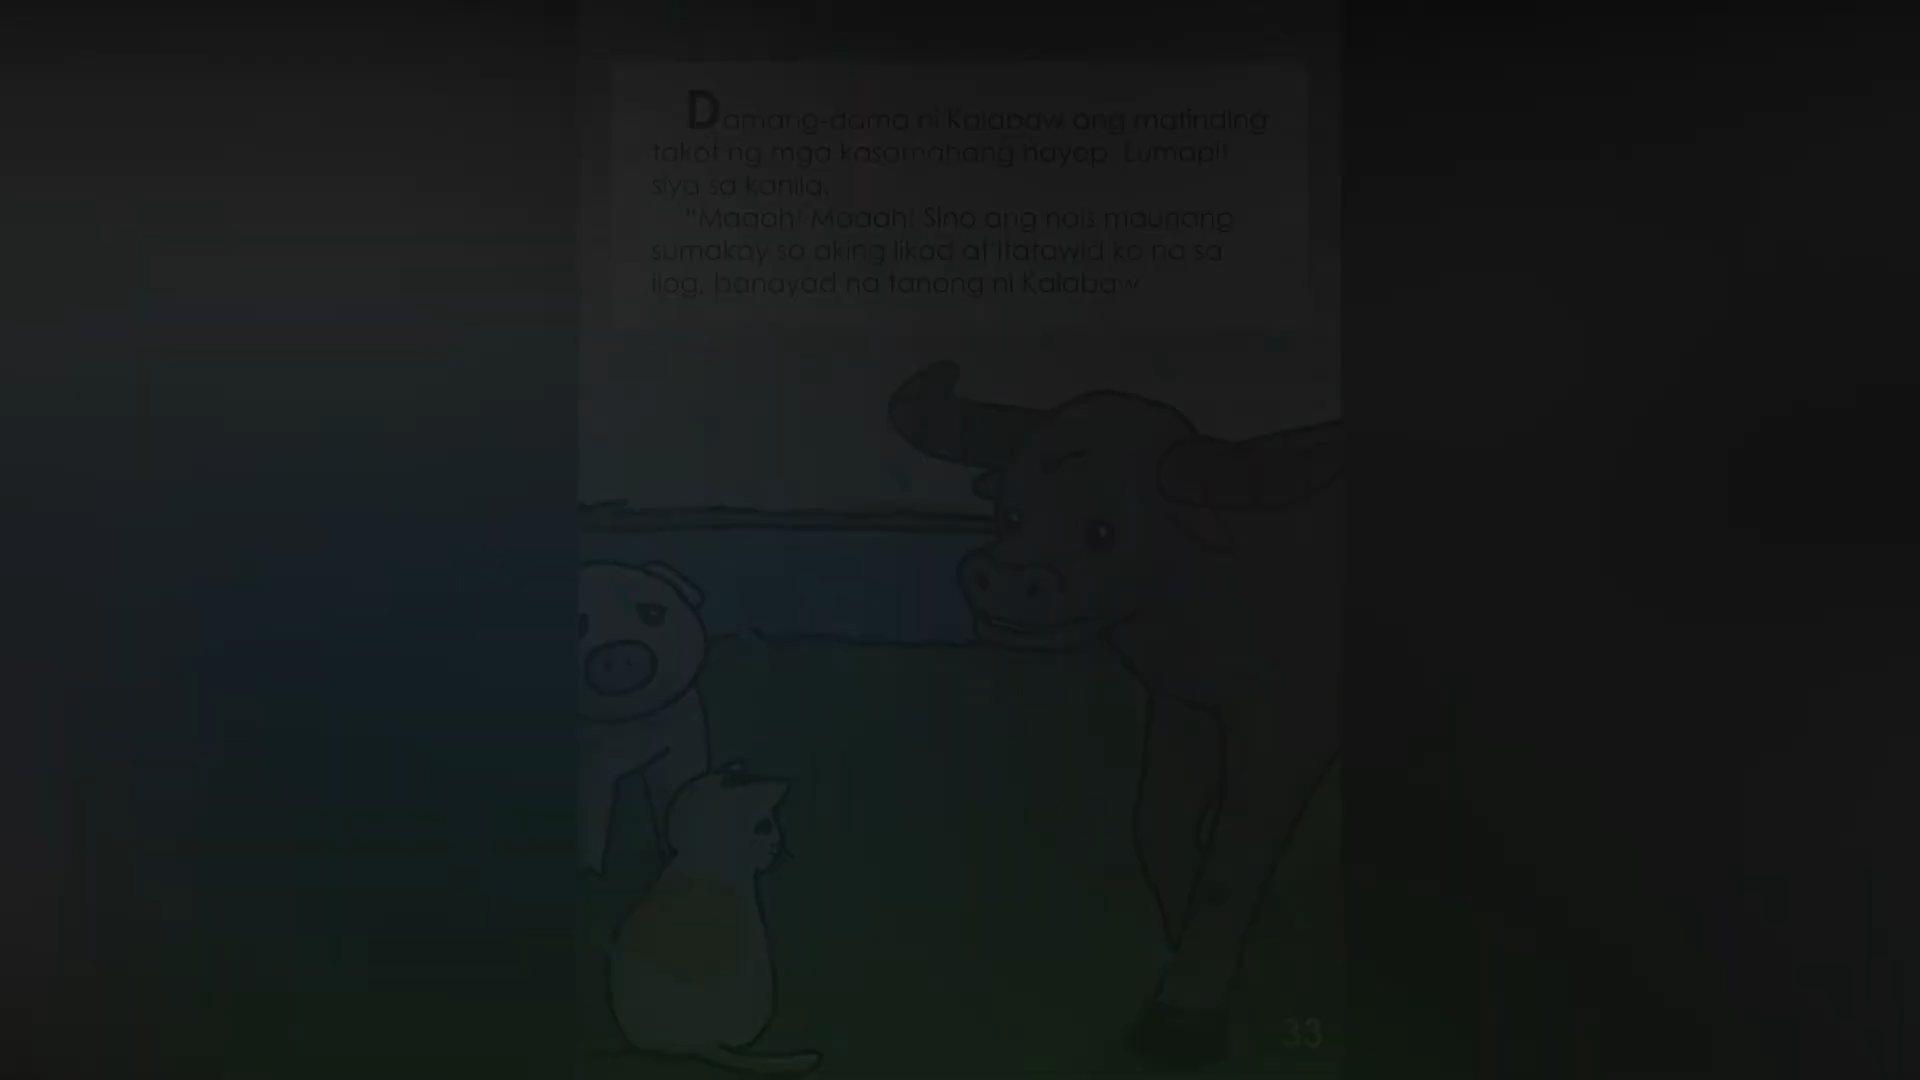 Damang-dama ni Kalabaw ang matinding
takot ng mga kasamahang hayop. Lumapit
siya sa kanila.
"Maaah! Maaah! Sino ang nais maunang
sumakay sa aking likod at itatawid ko na sa
ilog, banayad na tanong ni Kalabaw
33